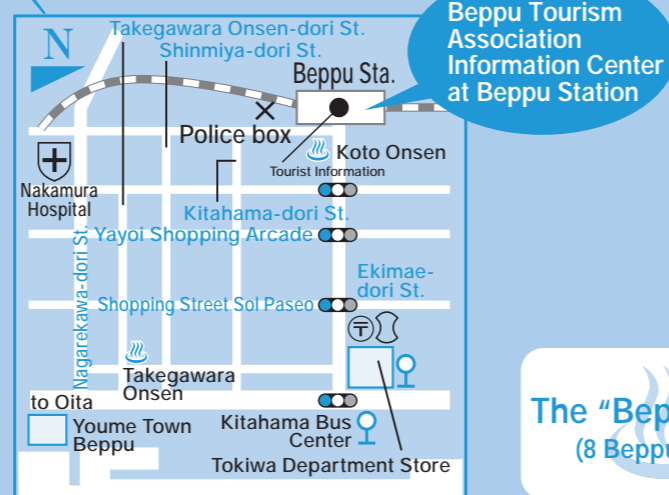 N
Takegawara Onsen-dori St.
Shinmiya-dori St.
Beppu Sta.
Beppu Tourism
Association
Information Center
at Beppu Station
Police box
Koto Onsen
Tourist Information
Nakamura
Hospital
Kitahama-dori St.
Yayoi Shopping Arcade
Nagarekawa-dori St.
Ekimae-
dori St.
Shopping Street Sol Paseo
〒
Takegawara
Onsen
to Oita
Youme Town
Beppu
Kitahama Bus
Center
Tokiwa Department Store
The “Bep
(8 Beppu